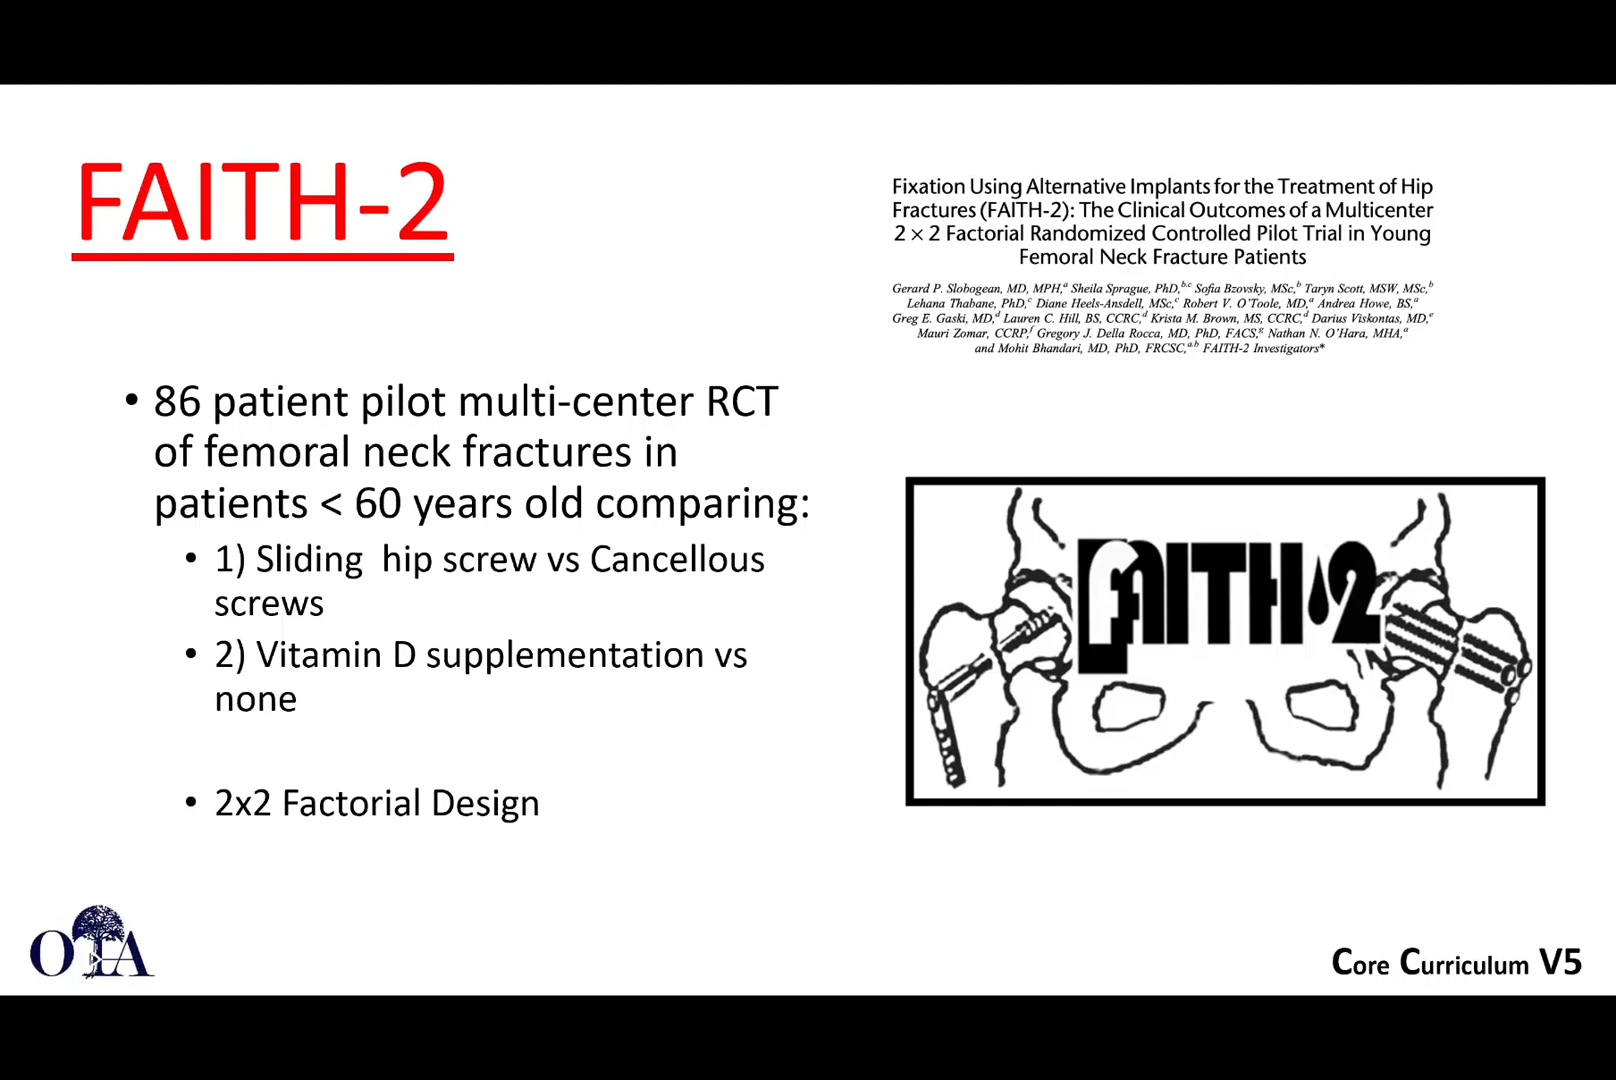 FAITH-2
Fixation Using Alternative Implants for the Treatment of Hip
Fractures (FAITH-2): The Clinical Outcomes of a Multicenter
2 × 2 Factorial Randomized Controlled Pilot Trial in Young
Femoral Neck Fracture Patients
Gerard P. Slobogean, MD, MPH,a Sheila Sprague, PhD,b,c Sofia Bzovsky, MSc,b Taryn Scott, MSW, MSc,b
Lehana Thabane, PhD,c Diane Heels-Ansdell, MSc,c Robert V. O'Toole, MD,a Andrea Howe, BS,a
Greg E. Gaski, MD,d Lauren C. Hill, BS, CCRC,d Krista M. Brown, MS, CCRC,d Darius Viskontas, MD,e
Mauri Zomar, CCRP,f Gregory J. Della Rocca, MD, PhD, FACS,g Nathan N. O'Hara, MHA,a
and Mohit Bhandari, MD, PhD, FRCSC,a,b FAITH-2 Investigators*
• 86 patient pilot multi-center RCT
of femoral neck fractures in
patients < 60 years old comparing:
• 1) Sliding  hip screw vs Cancellous
screws
• 2) Vitamin D supplementation vs
none
• 2x2 Factorial Design
FAITH-2
OTA
Core Curriculum V5